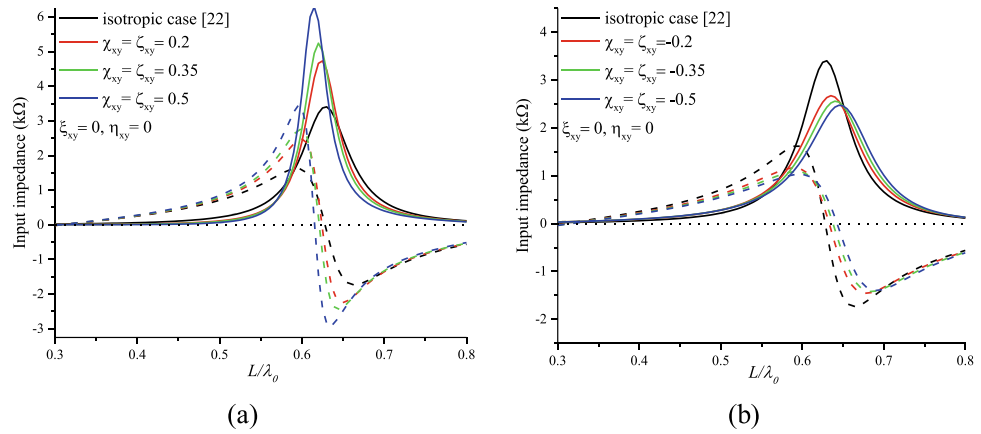 isotropic case [22]
χxy= ζxy= 0.2
χxy= ζxy= 0.35
χxy= ζxy= 0.5
ξxy= 0, ηxy= 0
Input impedance (kΩ)
6
5
4
3
2
1
0
-1
-2
-3
0.3 0.4 0.5 0.6 0.7 0.8
L/λ0
(a)
isotropic case [22]
χxy= ζxy=-0.2
χxy= ζxy= -0.35
χxy= ζxy= -0.5
ξxy= 0, ηxy= 0
Input impedance (kΩ)
4
3
2
1
0
-1
-2
0.3 0.4 0.5 0.6 0.7 0.8
L/λ0
(b)